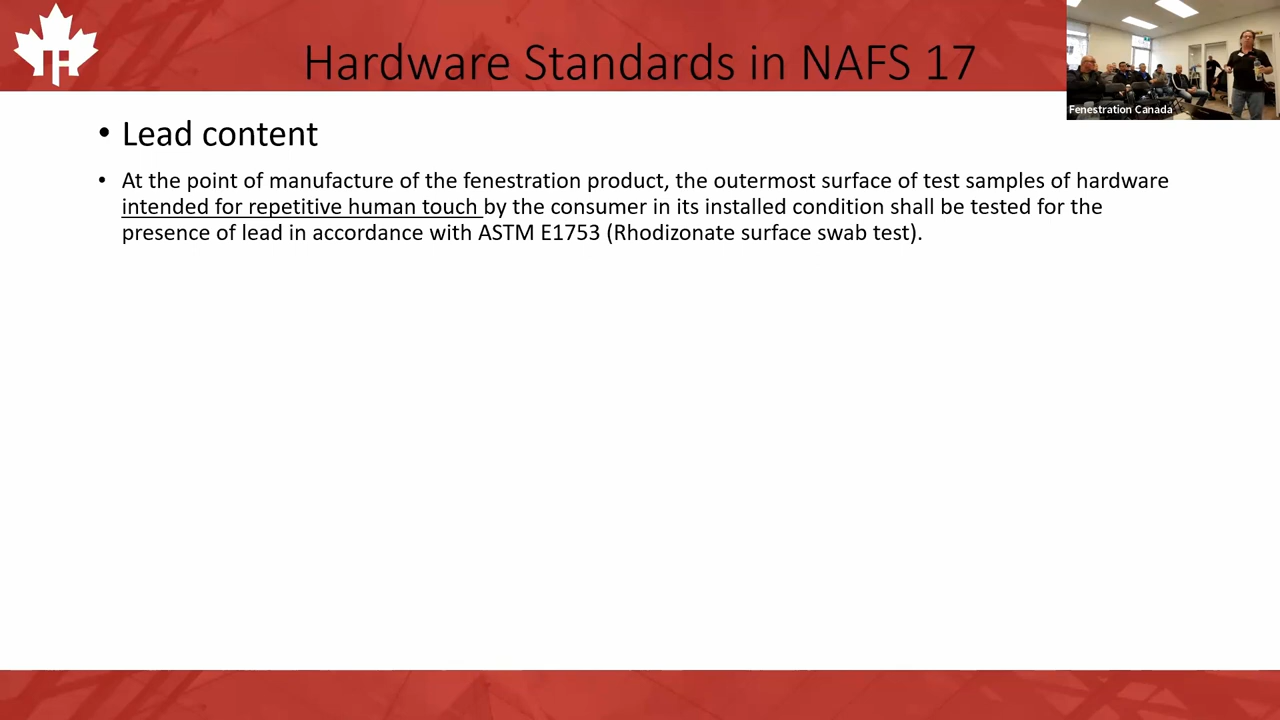 Hardware Standards in NAFS 17
Fenestration Canada
• Lead content
• At the point of manufacture of the fenestration product, the outermost surface of test samples of hardware
intended for repetitive human touch by the consumer in its installed condition shall be tested for the
presence of lead in accordance with ASTM E1753 (Rhodizonate surface swab test).